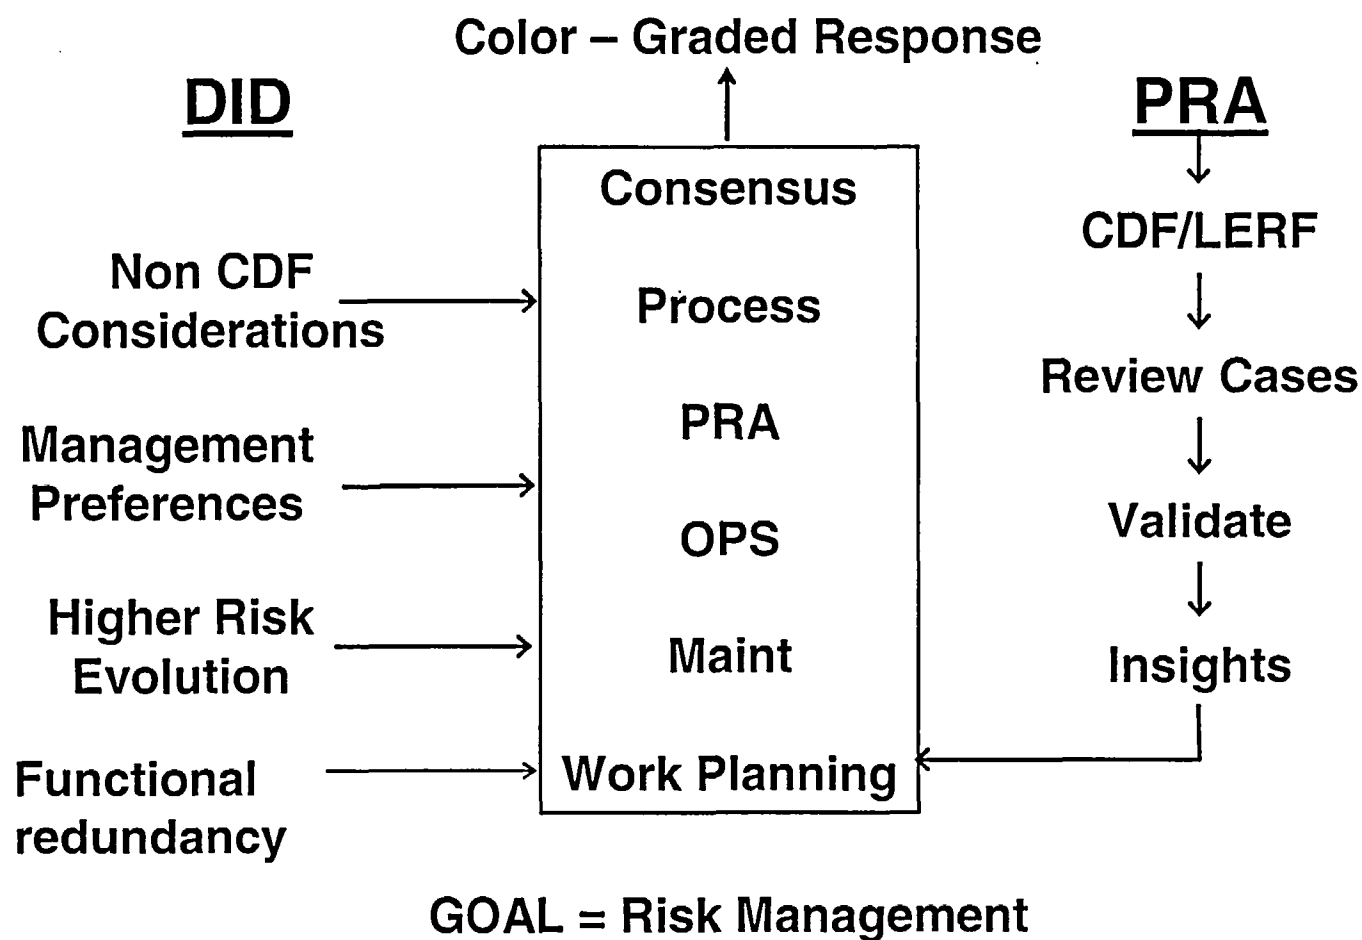 Color – Graded Response
DID
Non CDF
Considerations
Management
Preferences
Higher Risk
Evolution
Functional
redundancy
Consensus
Process
PRA
OPS
Maint
Work Planning
PRA
CDF/LERF
Review Cases
Validate
Insights
GOAL = Risk Management